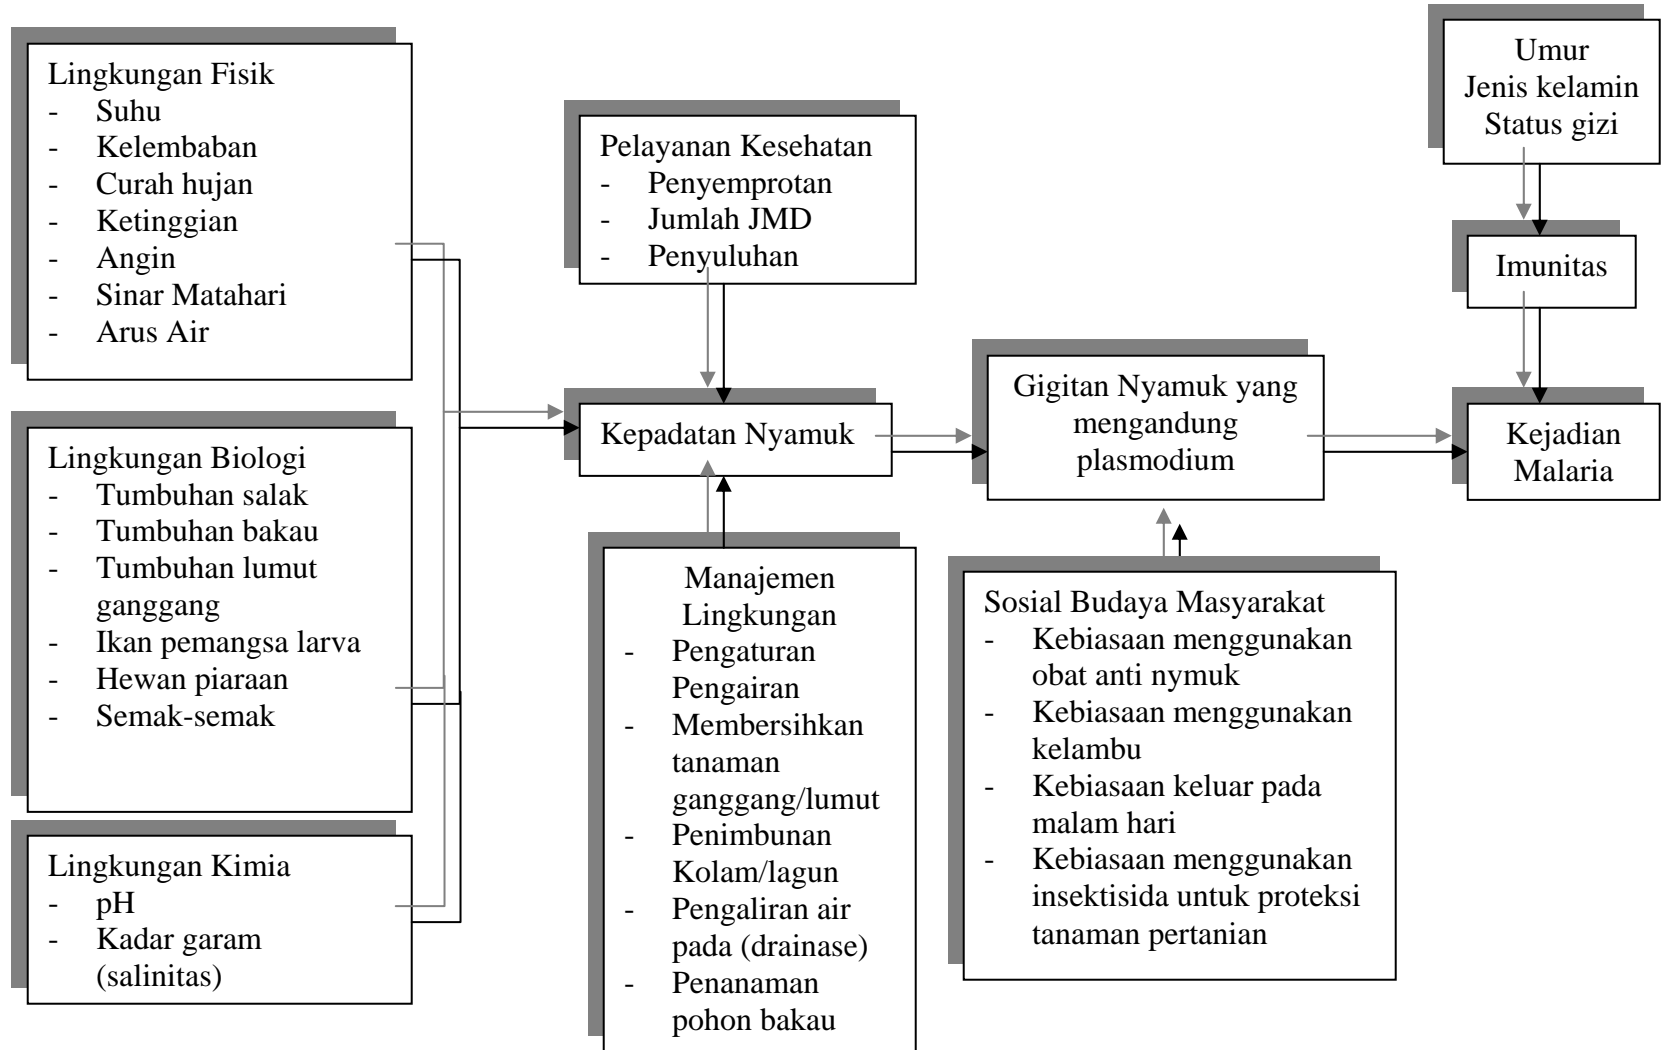 Lingkungan Fisik
- Suhu
- Kelembaban
- Curah hujan
- Ketinggian
- Angin
- Sinar Matahari
- Arus Air
Lingkungan Biologi
- Tumbuhan salak
- Tumbuhan bakau
- Tumbuhan lumut
ganggang
- Ikan pemangsa larva
- Hewan piaraan
- Semak-semak
Lingkungan Kimia
- pH
- Kadar garam
(salinitas)
Pelayanan Kesehatan
- Penyemprotan
- Jumlah JMD
- Penyuluhan
Kepadatan Nyamuk
Manajemen
Lingkungan
- Pengaturan
Pengairan
- Membersihkan
tanaman
ganggang/lumut
- Penimbunan
Kolam/lagun
- Pengaliran air
pada (drainase)
- Penanaman
pohon bakau
Gigitan Nyamuk yang
mengandung
plasmodium
Sosial Budaya Masyarakat
- Kebiasaan menggunakan
obat anti nymuk
- Kebiasaan menggunakan
kelambu
- Kebiasaan keluar pada
malam hari
- Kebiasaan menggunakan
insektisida untuk proteksi
tanaman pertanian
Umur
Jenis kelamin
Status gizi
Imunitas
Kejadian
Malaria